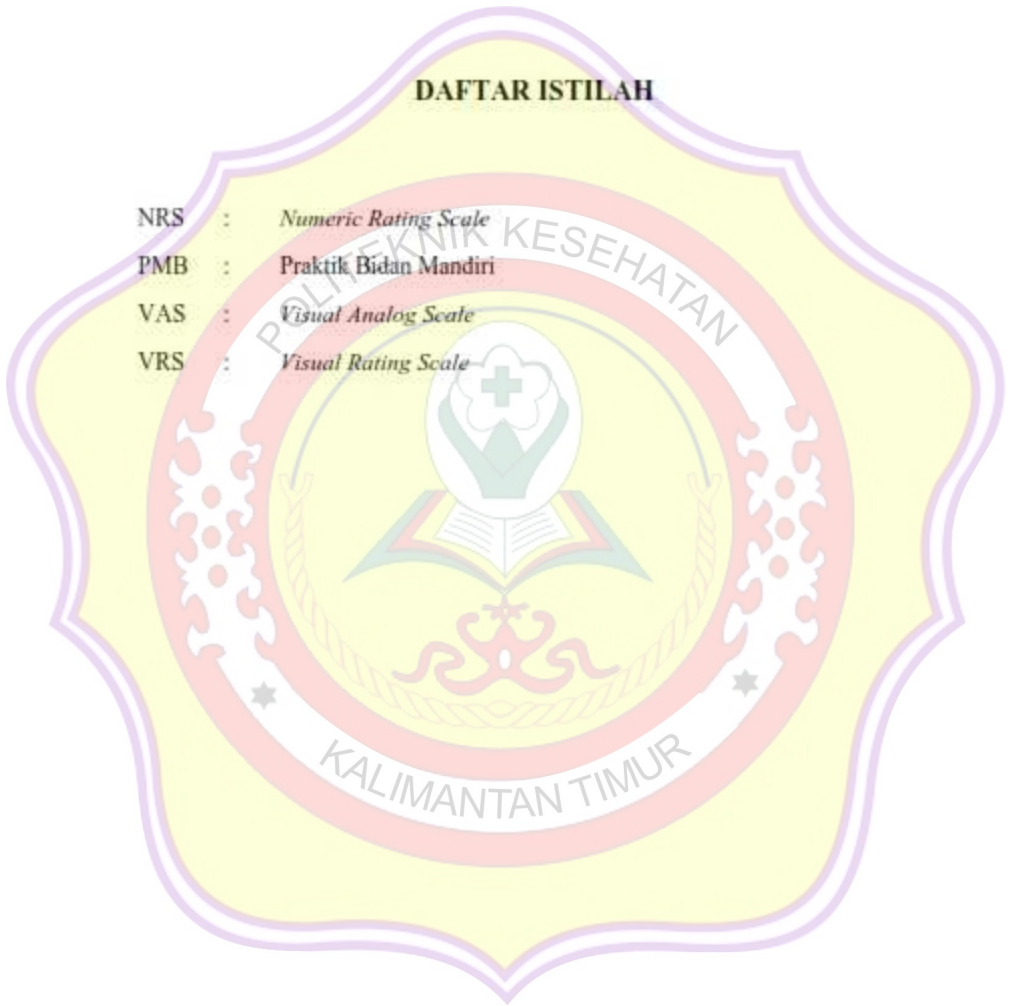 DAFTAR ISTILAH
NRS : Numeric Rating Scale
PMB : Praktik Bidan Mandiri
VAS : Visual Analog Scale
VRS : Visual Rating Scale
POLITEKNIK KESEHATAN
KALIMANTAN TIMUR